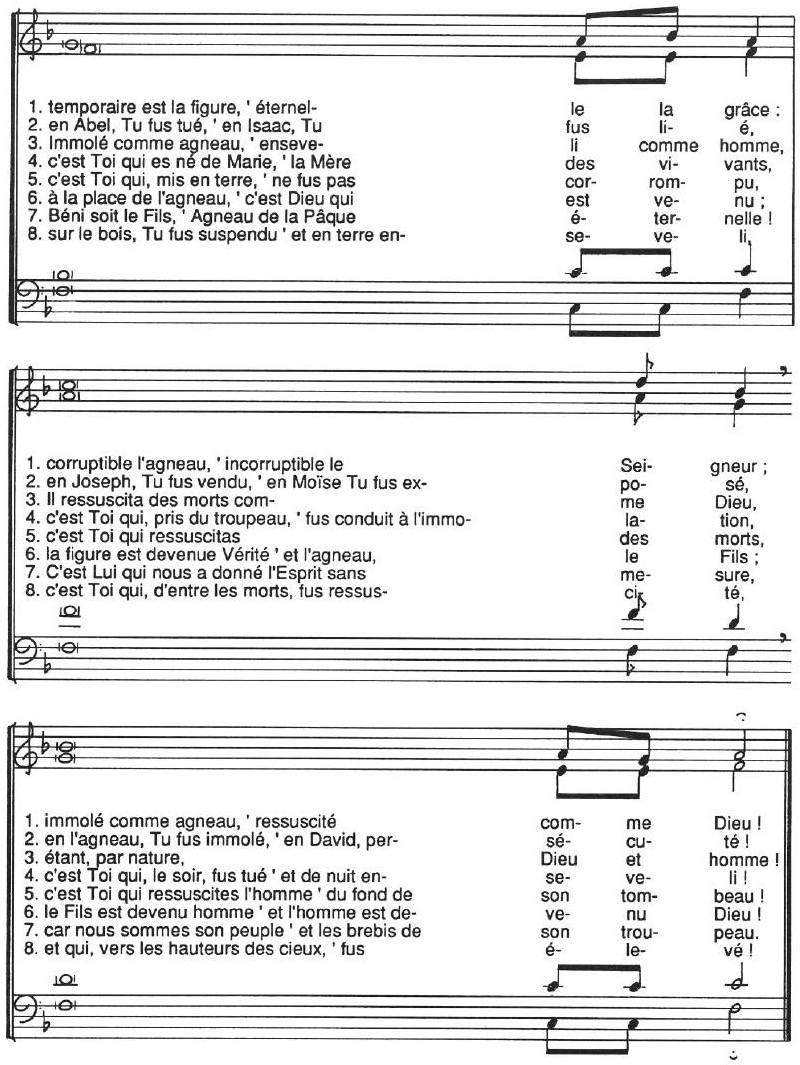 1. temporaire est la figure, ' éternel- le la grâce :
2. en Abel, Tu fus tué, ' en Isaac, Tu fus li- é,
3. Immolé comme agneau, ' enseve- li comme homme,
4. c'est Toi qui es né de Marie, ' la Mère des vi- vants,
5. c'est Toi qui, mis en terre, ' ne fus pas cor- rom- pu,
6. à la place de l'agneau, ' c'est Dieu qui est ve- nu ;
7. Béni soit le Fils, ' Agneau de la Pâque é- ter- nelle !
8. sur le bois, Tu fus suspendu ' et en terre en- se- ve- li,
1. corruptible l'agneau, ' incorruptible le Sei- gneur ;
2. en Joseph, Tu fus vendu, ' en Moïse Tu fus ex- po- sé,
3. Il ressuscita des morts com- me Dieu,
4. c'est Toi qui, pris du troupeau, ' fus conduit à l'immo- la- tion,
5. c'est Toi qui ressuscitas des morts,
6. la figure est devenue Vérité ' et l'agneau, le Fils ;
7. C'est Lui qui nous a donné l'Esprit sans me- sure,
8. c'est Toi qui, d'entre les morts, fus ressus- ci- té,
1. immolé comme agneau, ' ressuscité com- me Dieu !
2. en l'agneau, Tu fus immolé, ' en David, per- sé- cu- té !
3. étant, par nature, Dieu et homme !
4. c'est Toi qui, le soir, fus tué ' et de nuit en- se- ve- li !
5. c'est Toi qui ressuscites l'homme ' du fond de son tom- beau !
6. le Fils est devenu homme ' et l'homme est de- ve- nu Dieu !
7. car nous sommes son peuple ' et les brebis de son trou- peau.
8. et qui, vers les hauteurs des cieux, ' fus é- le- vé !